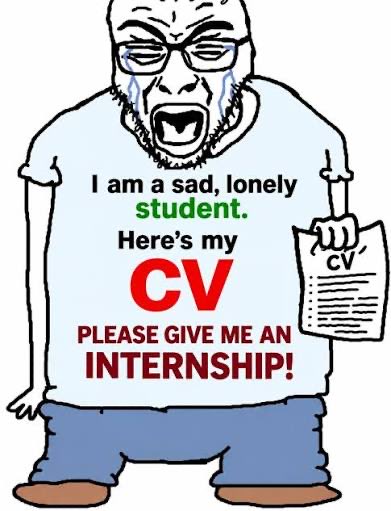 I am a sad, lonely
student.
Here's my
CV
PLEASE GIVE ME AN
INTERNSHIP!
CV